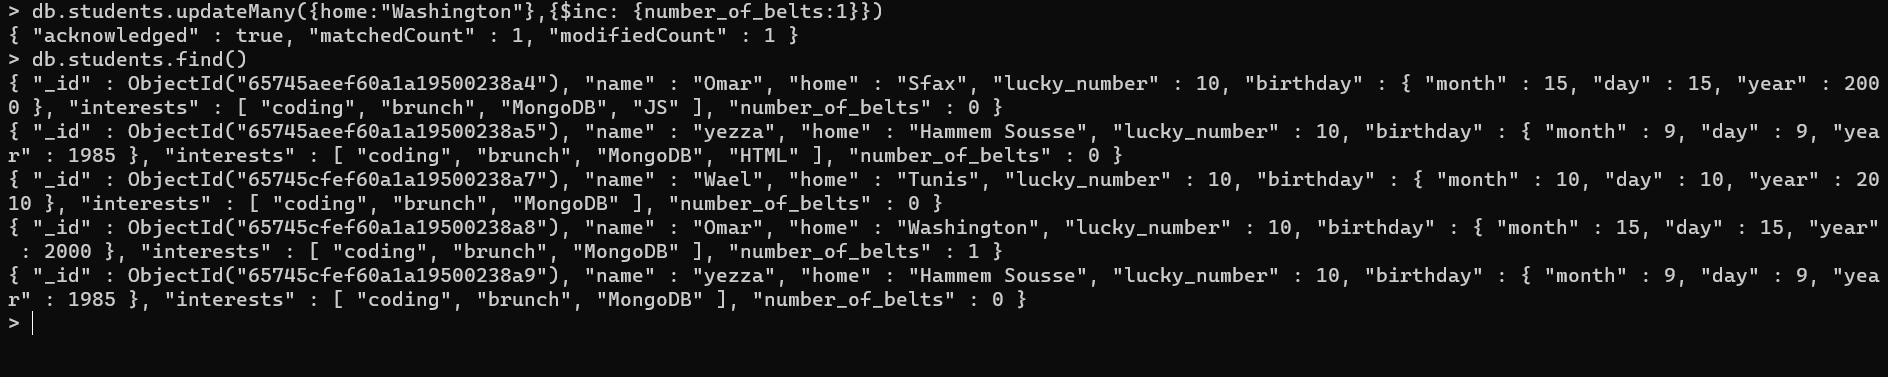 > db.students.updateMany({home:"Washington"},{$inc: {number_of_belts:1}})
{ "acknowledged" : true, "matchedCount" : 1, "modifiedCount" : 1 }
> db.students.find()
{ "_id" : ObjectId("65745aeef60a1a19500238a4"), "name" : "Omar", "home" : "Sfax", "lucky_number" : 10, "birthday" : { "month" : 15, "day" : 15, "year" : 200
0 }, "interests" : [ "coding", "brunch", "MongoDB", "JS" ], "number_of_belts" : 0 }
{ "_id" : ObjectId("65745aeef60a1a19500238a5"), "name" : "yezza", "home" : "Hammem Sousse", "lucky_number" : 10, "birthday" : { "month" : 9, "day" : 9, "yea
r" : 1985 }, "interests" : [ "coding", "brunch", "MongoDB", "HTML" ], "number_of_belts" : 0 }
{ "_id" : ObjectId("65745cfef60a1a19500238a7"), "name" : "Wael", "home" : "Tunis", "lucky_number" : 10, "birthday" : { "month" : 10, "day" : 10, "year" : 20
10 }, "interests" : [ "coding", "brunch", "MongoDB" ], "number_of_belts" : 0 }
{ "_id" : ObjectId("65745cfef60a1a19500238a8"), "name" : "Omar", "home" : "Washington", "lucky_number" : 10, "birthday" : { "month" : 15, "day" : 15, "year"
 : 2000 }, "interests" : [ "coding", "brunch", "MongoDB" ], "number_of_belts" : 1 }
{ "_id" : ObjectId("65745cfef60a1a19500238a9"), "name" : "yezza", "home" : "Hammem Sousse", "lucky_number" : 10, "birthday" : { "month" : 9, "day" : 9, "yea
r" : 1985 }, "interests" : [ "coding", "brunch", "MongoDB" ], "number_of_belts" : 0 }
>